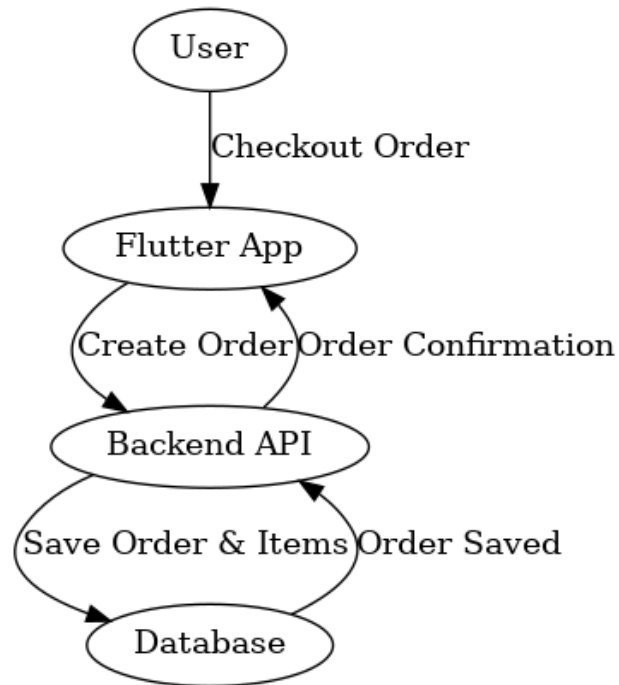 User
Checkout Order
Flutter App
Create Order
Order Confirmation
Backend API
Save Order & Items
Order Saved
Database